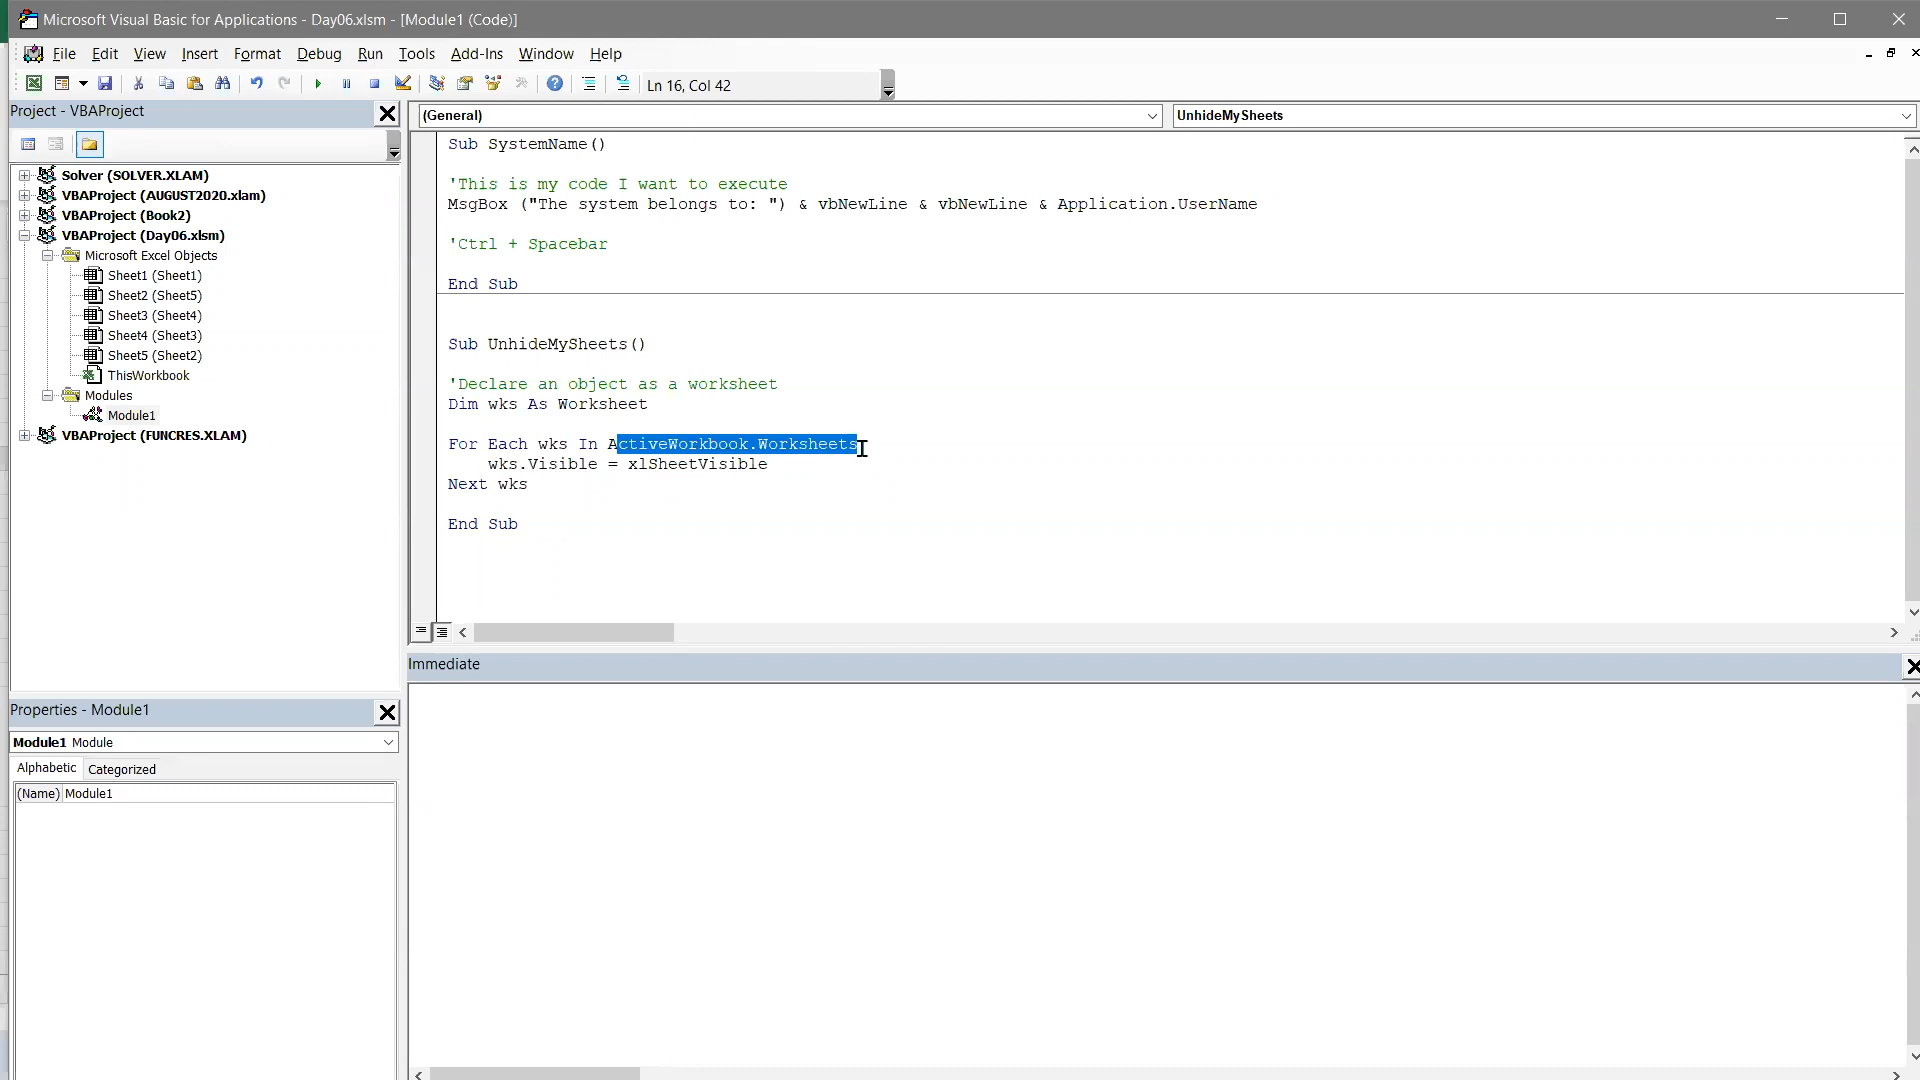 Microsoft Visual Basic for Applications - Day06.xlsm - [Module1 (Code)]
File Edit View Insert Format Debug Run Tools Add-Ins Window Help
Ln 16, Col 42
Project - VBAProject
Solver (SOLVER.XLAM)
VBAProject (AUGUST2020.xlam)
VBAProject (Book2)
VBAProject (Day06.xlsm)
Microsoft Excel Objects
Sheet1 (Sheet1)
Sheet2 (Sheet5)
Sheet3 (Sheet4)
Sheet4 (Sheet3)
Sheet5 (Sheet2)
ThisWorkbook
Modules
Module1
VBAProject (FUNCRES.XLAM)
Properties - Module1
Module1 Module
Alphabetic Categorized
(Name) Module1
(General) UnhideMySheets
Sub SystemName()
'This is my code I want to execute
MsgBox ("The system belongs to: ") & vbNewLine & vbNewLine & Application.UserName
'Ctrl + Spacebar
End Sub
Sub UnhideMySheets()
'Declare an object as a worksheet
Dim wks As Worksheet
For Each wks In ActiveWorkbook.Worksheets
wks.Visible = xlSheetVisible
Next wks
End Sub
Immediate